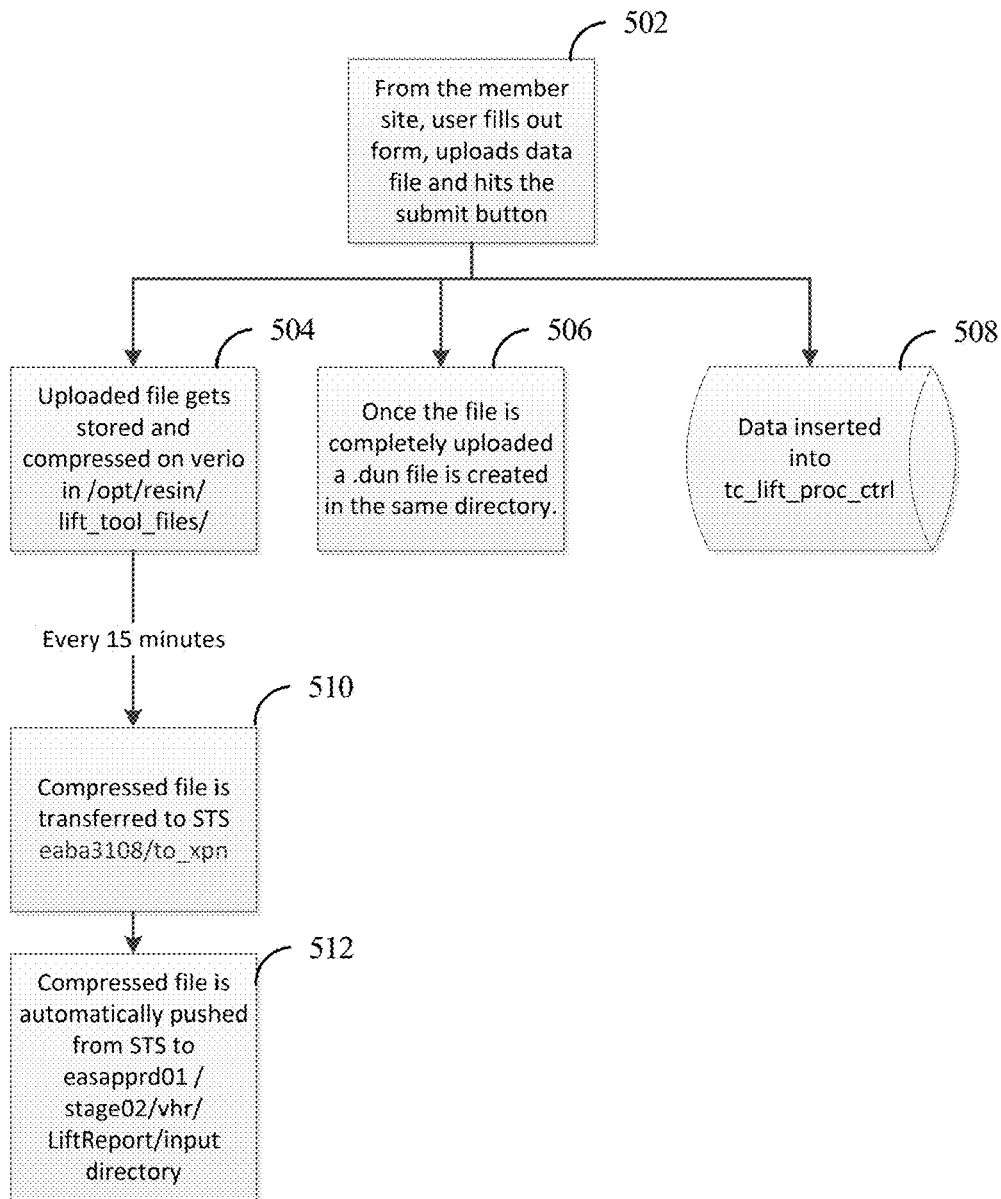 502
From the member
site, user fills out
form, uploads data
file and hits the
submit button
504
506
508
Uploaded file gets
stored and
compressed on verio
in /opt/resin/
lift_tool_files/
Once the file is
completely uploaded
a .dun file is created
in the same directory.
Data inserted
into
tc_lift_proc_ctrl
Every 15 minutes
510
Compressed file is
transferred to STS
eaba3108/to_xpn
512
Compressed file is
automatically pushed
from STS to
easapprd01 /
stage02/vhr/
LiftReport/input
directory